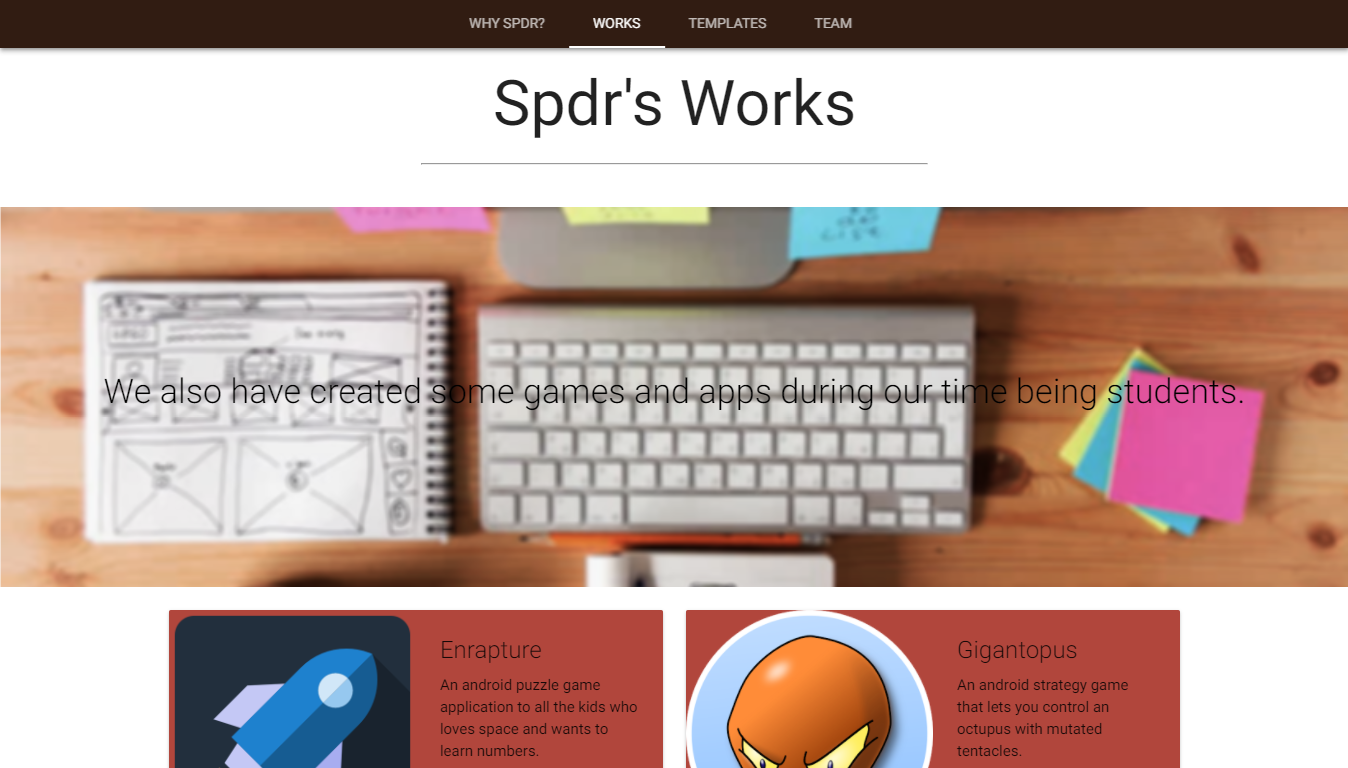 WHY SPDR?
WORKS
TEMPLATES
TEAM
Spdr's Works
We also have created some games and apps during our time being students.
Enrapture
An android puzzle game
application to all the kids who
loves space and wants to
learn numbers.
Gigantopus
An android strategy game
that lets you control an
octupus with mutated
tentacles.